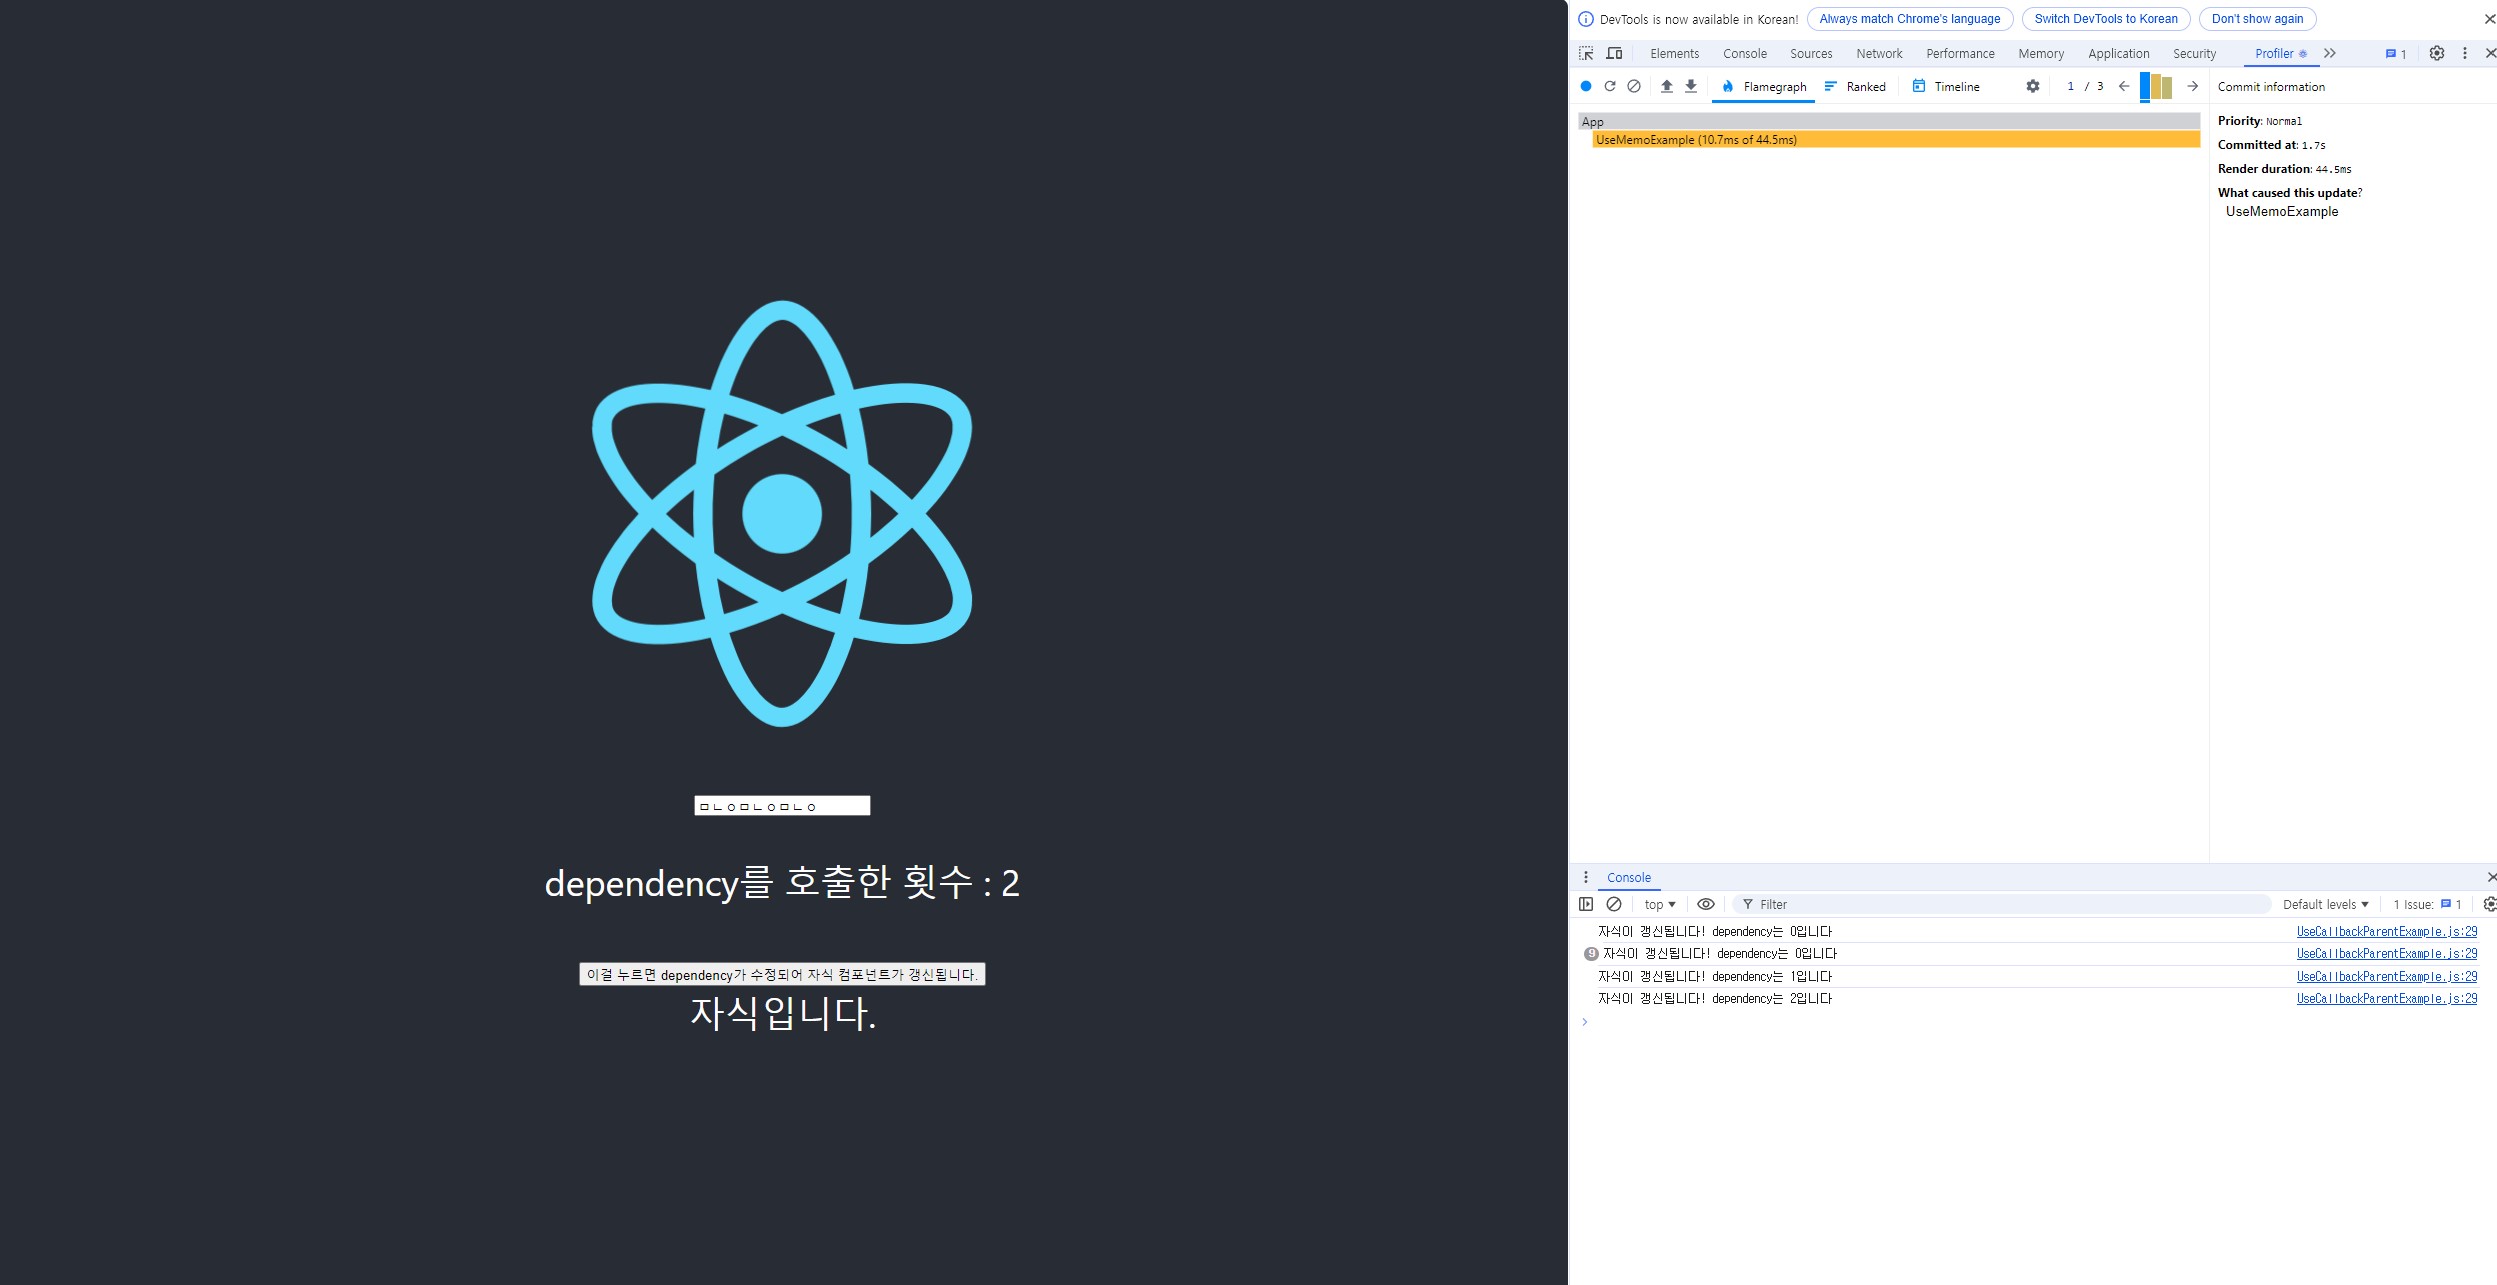 DevTools is now available in Korean! Always match Chrome's language Switch DevTools to Korean Don't show again
Elements Console Sources Network Performance Memory Application Security Profiler 1
Flamegraph Ranked Timeline 1 / 3 Commit information
App
UseMemoExample (10.7ms of 44.5ms)
Priority: Normal
Committed at: 1.7s
Render duration: 44.5ms
What caused this update?
UseMemoExample
ㅁㄴㅇㅁㄴㅇㅁㄴㅇ
dependency를 호출한 횟수 : 2
이걸 누르면 dependency가 수정되어 자식 컴포넌트가 갱신됩니다.
자식입니다.
Console
top Filter Default levels 1 Issue: 1
자식이 갱신됩니다! dependency는 0입니다 UseCallbackParentExample.js:29
9 자식이 갱신됩니다! dependency는 0입니다 UseCallbackParentExample.js:29
자식이 갱신됩니다! dependency는 1입니다 UseCallbackParentExample.js:29
자식이 갱신됩니다! dependency는 2입니다 UseCallbackParentExample.js:29